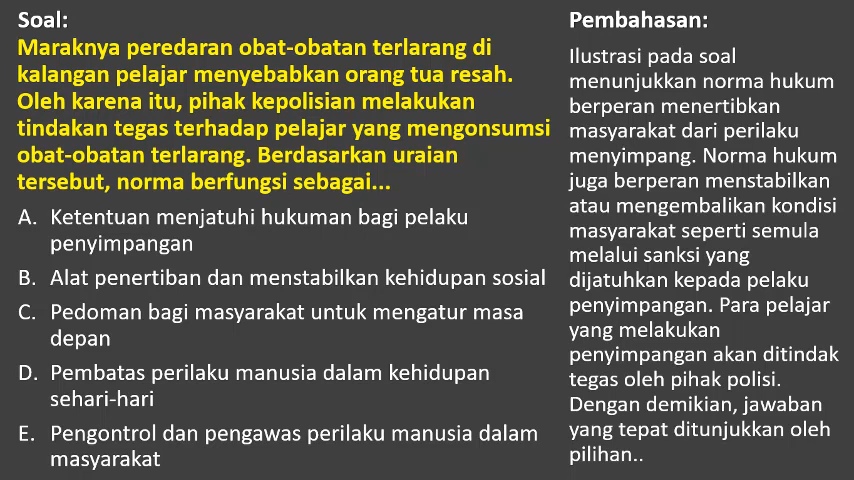 Soal:
Maraknya peredaran obat-obatan terlarang di
kalangan pelajar menyebabkan orang tua resah.
Oleh karena itu, pihak kepolisian melakukan
tindakan tegas terhadap pelajar yang mengonsumsi
obat-obatan terlarang. Berdasarkan uraian
tersebut, norma berfungsi sebagai...
A. Ketentuan menjatuhi hukuman bagi pelaku
penyimpangan
B. Alat penertiban dan menstabilkan kehidupan sosial
C. Pedoman bagi masyarakat untuk mengatur masa
depan
D. Pembatas perilaku manusia dalam kehidupan
sehari-hari
E. Pengontrol dan pengawas perilaku manusia dalam
masyarakat
Pembahasan:
Ilustrasi pada soal
menunjukkan norma hukum
berperan menertibkan
masyarakat dari perilaku
menyimpang. Norma hukum
juga berperan menstabilkan
atau mengembalikan kondisi
masyarakat seperti semula
melalui sanksi yang
dijatuhkan kepada pelaku
penyimpangan. Para pelajar
yang melakukan
penyimpangan akan ditindak
tegas oleh pihak polisi.
Dengan demikian, jawaban
yang tepat ditunjukkan oleh
pilihan..